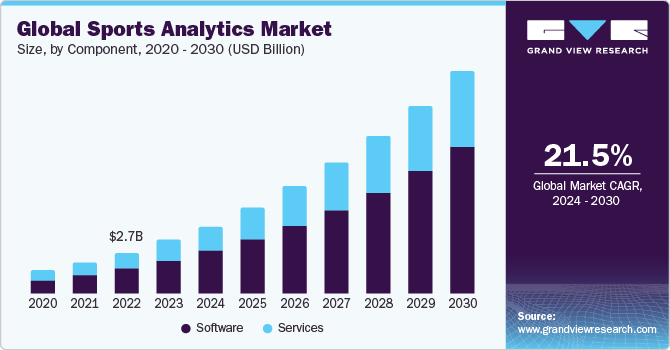 Global Sports Analytics Market
Size, by Component, 2020 - 2030 (USD Billion)
$2.7B
2020 2021 2022 2023 2024 2025 2026 2027 2028 2029 2030
Software Services
GVR
GRAND VIEW RESEARCH
21.5%
Global Market CAGR,
2024 - 2030
Source:
www.grandviewresearch.com